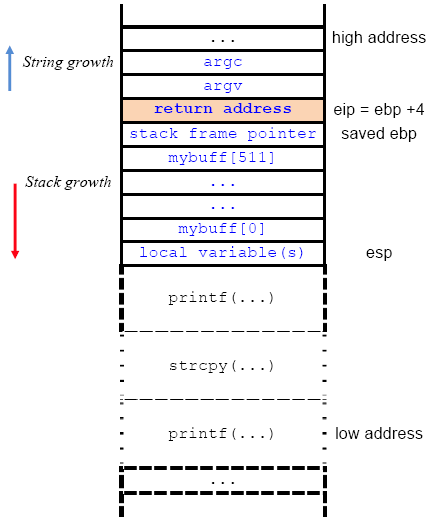 ... high address
String growth argc
argv
return address eip = ebp +4
stack frame pointer saved ebp
mybuff[511]
Stack growth ...
...
mybuff[0]
local variable(s) esp
printf(...)
strcpy(...)
printf(...) low address
...